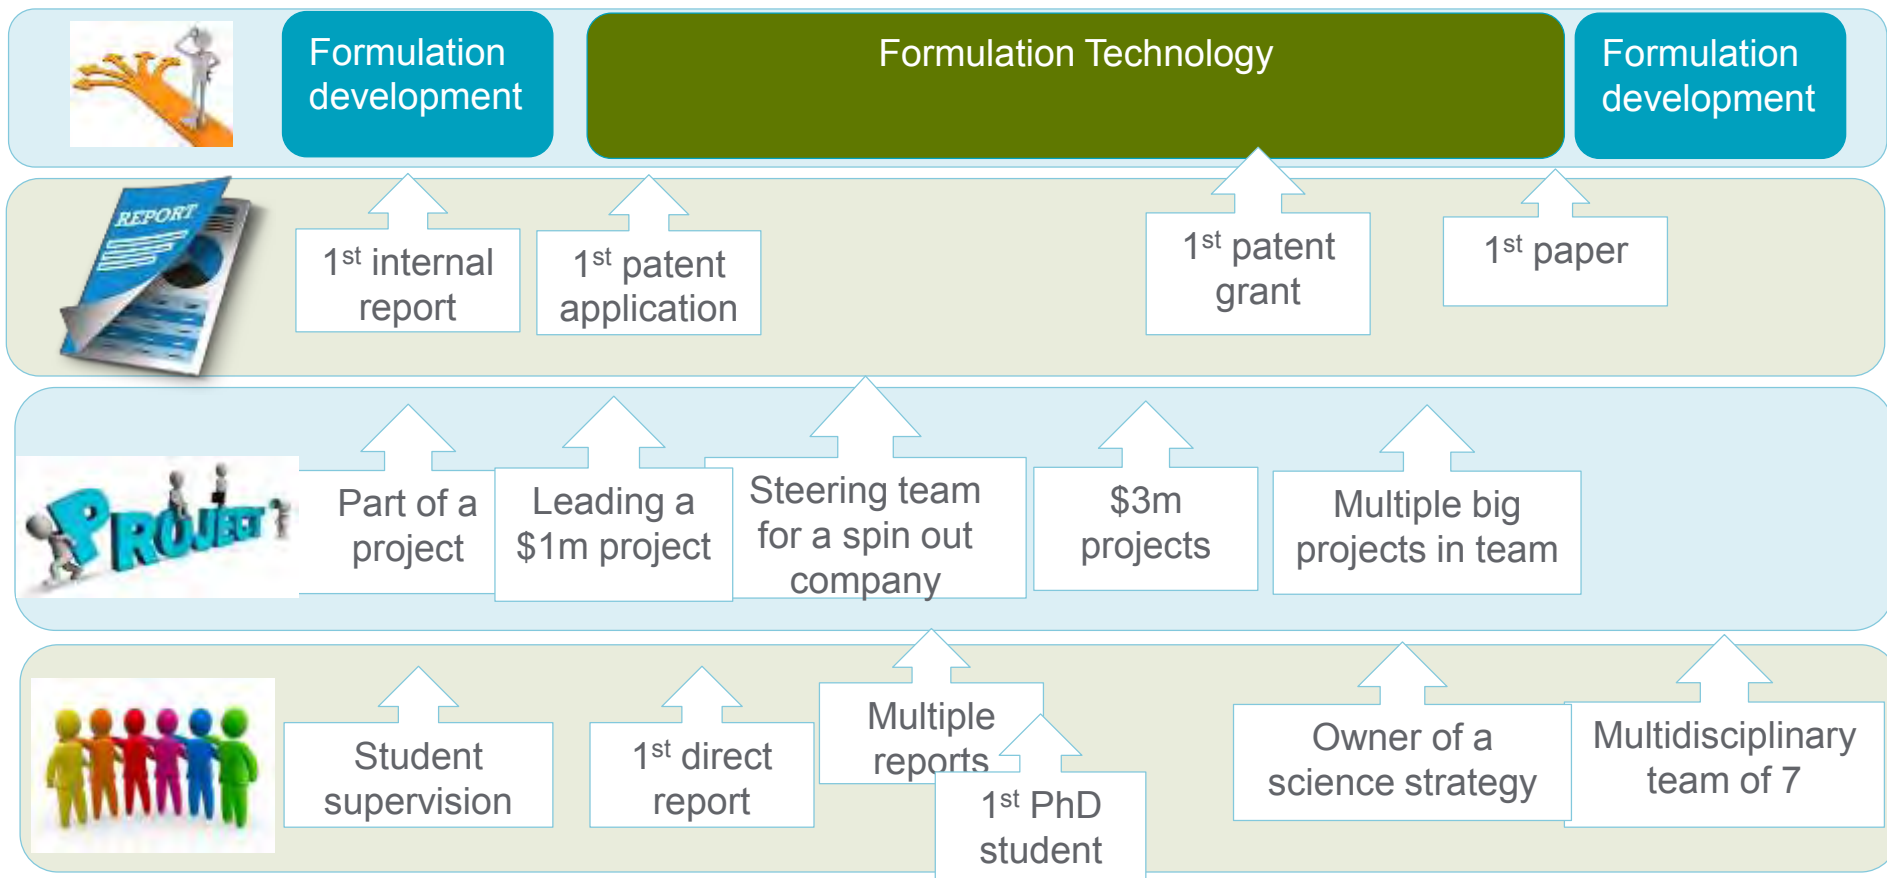 Formulation
development
Formulation Technology
Formulation
development
REPORT
1st internal
report
1st patent
application
1st patent
grant
1st paper
PROJECT
Part of a
project
Leading a
$1m project
Steering team
for a spin out
company
$3m
projects
Multiple big
projects in team
Student
supervision
1st direct
report
Multiple
reports
1st PhD
student
Owner of a
science strategy
Multidisciplinary
team of 7